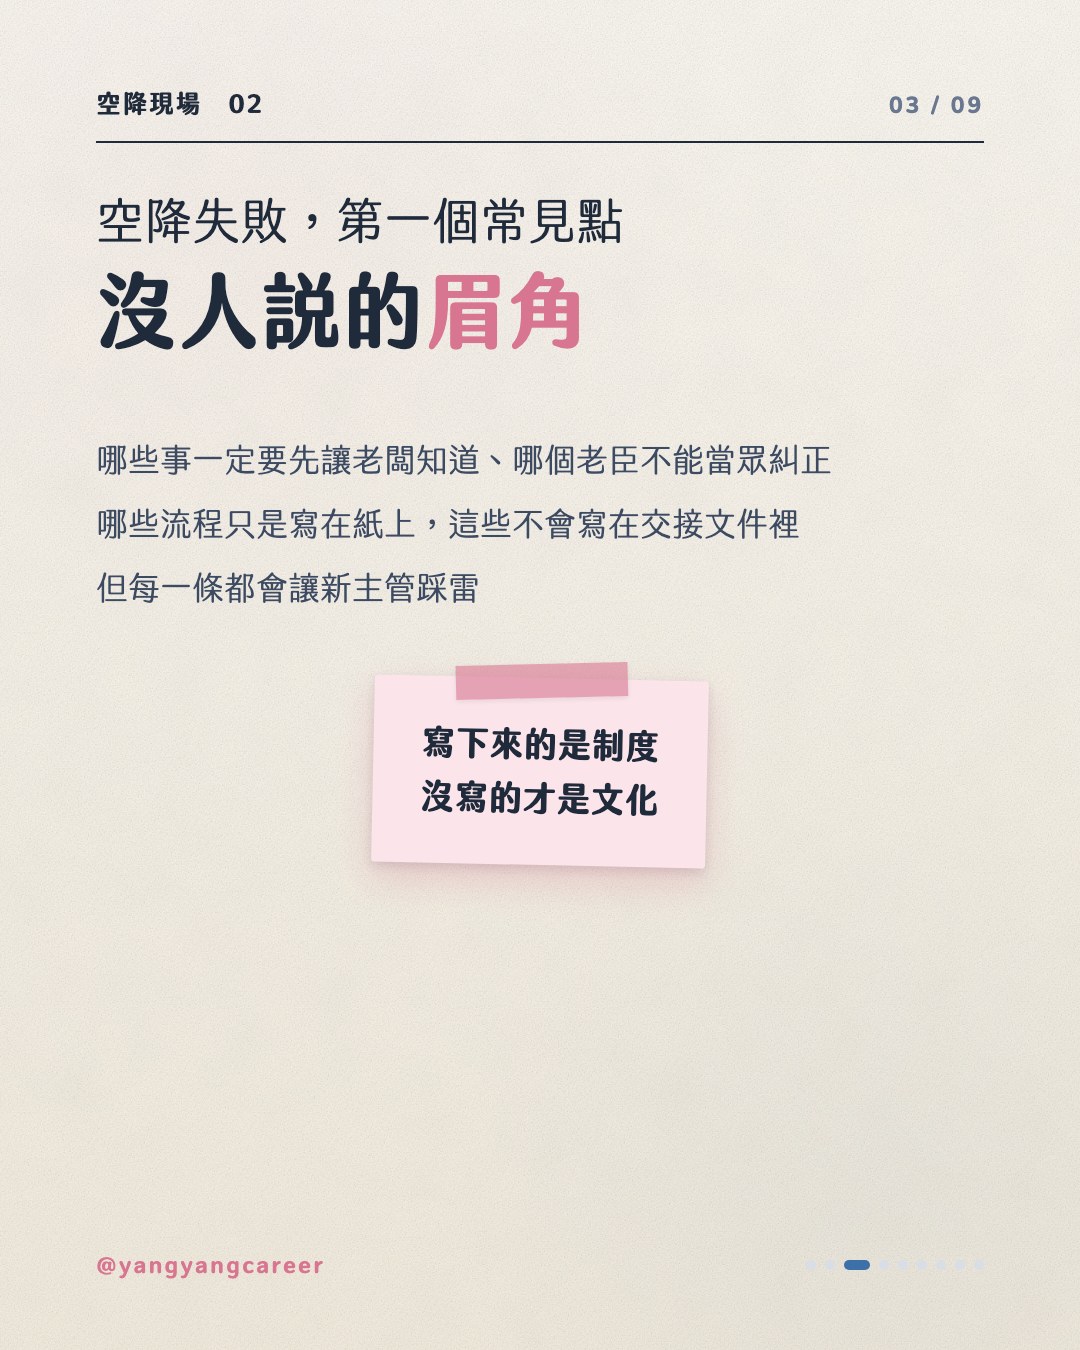 空降現場 02
03 / 09
空降失敗，第一個常見點
沒人説的眉角
哪些事一定要先讓老闆知道、哪個老臣不能當眾糾正
哪些流程只是寫在紙上，這些不會寫在交接文件裡
但每一條都會讓新主管踩雷
寫下來的是制度
沒寫的才是文化
@yangyangcareer